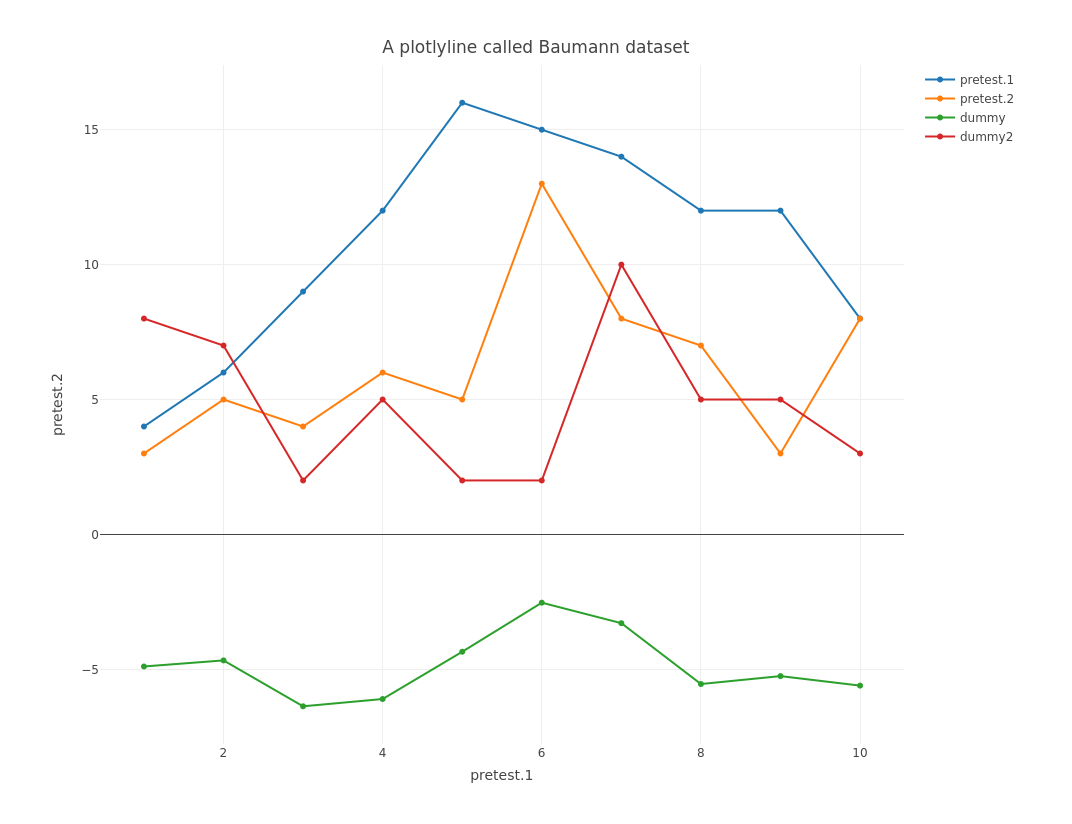 A plotlyline called Baumann dataset
pretest.1
pretest.2
dummy
dummy2
15
10
5
0
−5
pretest.2
2
4
6
8
10
pretest.1